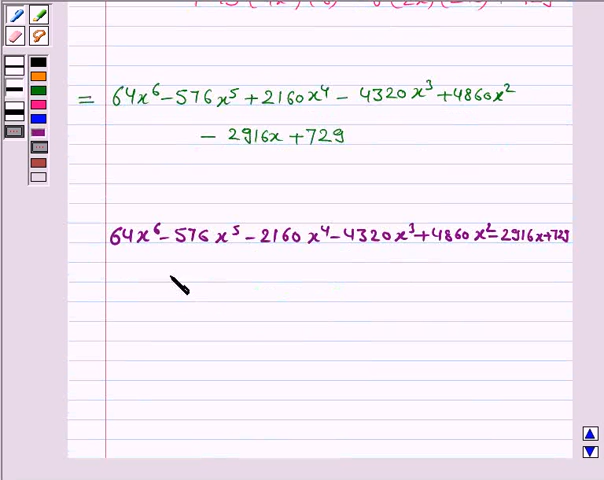 = 64x⁶ - 576x⁵ + 2160x⁴ - 4320x³ + 4860x²
- 2916x + 729
64x⁶ - 576x⁵ - 2160x⁴ - 4320x³ + 4860x² - 2916x + 729